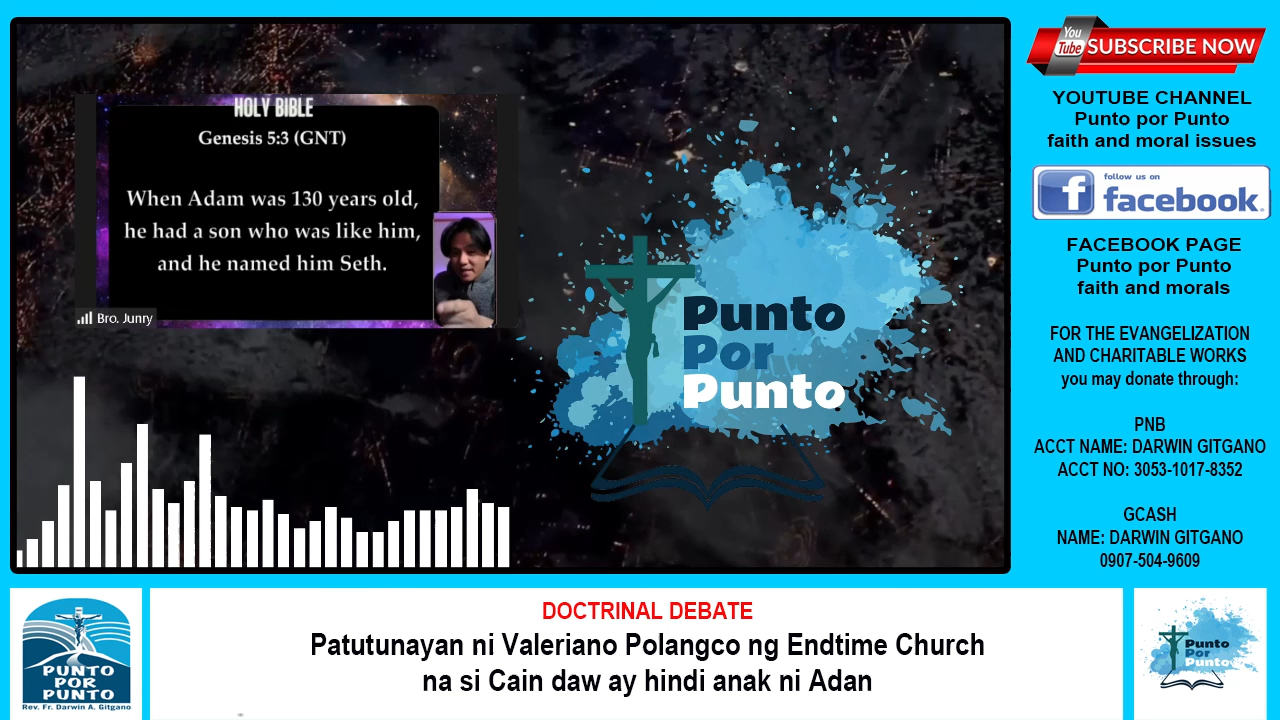 HOLY BIBLE
Genesis 5:3 (GNT)
When Adam was 130 years old,
he had a son who was like him,
and he named him Seth.
Bro. Junry
Punto
Por
Punto
You
Tube
SUBSCRIBE NOW
YOUTUBE CHANNEL
Punto por Punto
faith and moral issues
follow us on
facebook.
FACEBOOK PAGE
Punto por Punto
faith and morals
FOR THE EVANGELIZATION
AND CHARITABLE WORKS
you may donate through:
PNB
ACCT NAME: DARWIN GITGANO
ACCT NO: 3053-1017-8352
GCASH
NAME: DARWIN GITGANO
0907-504-9609
PUNTO
POR
PUNTO
Rev. Fr. Darwin A. Gitgano
DOCTRINAL DEBATE
Patutunayan ni Valeriano Polangco ng Endtime Church
na si Cain daw ay hindi anak ni Adan
Punto
Por
Punto